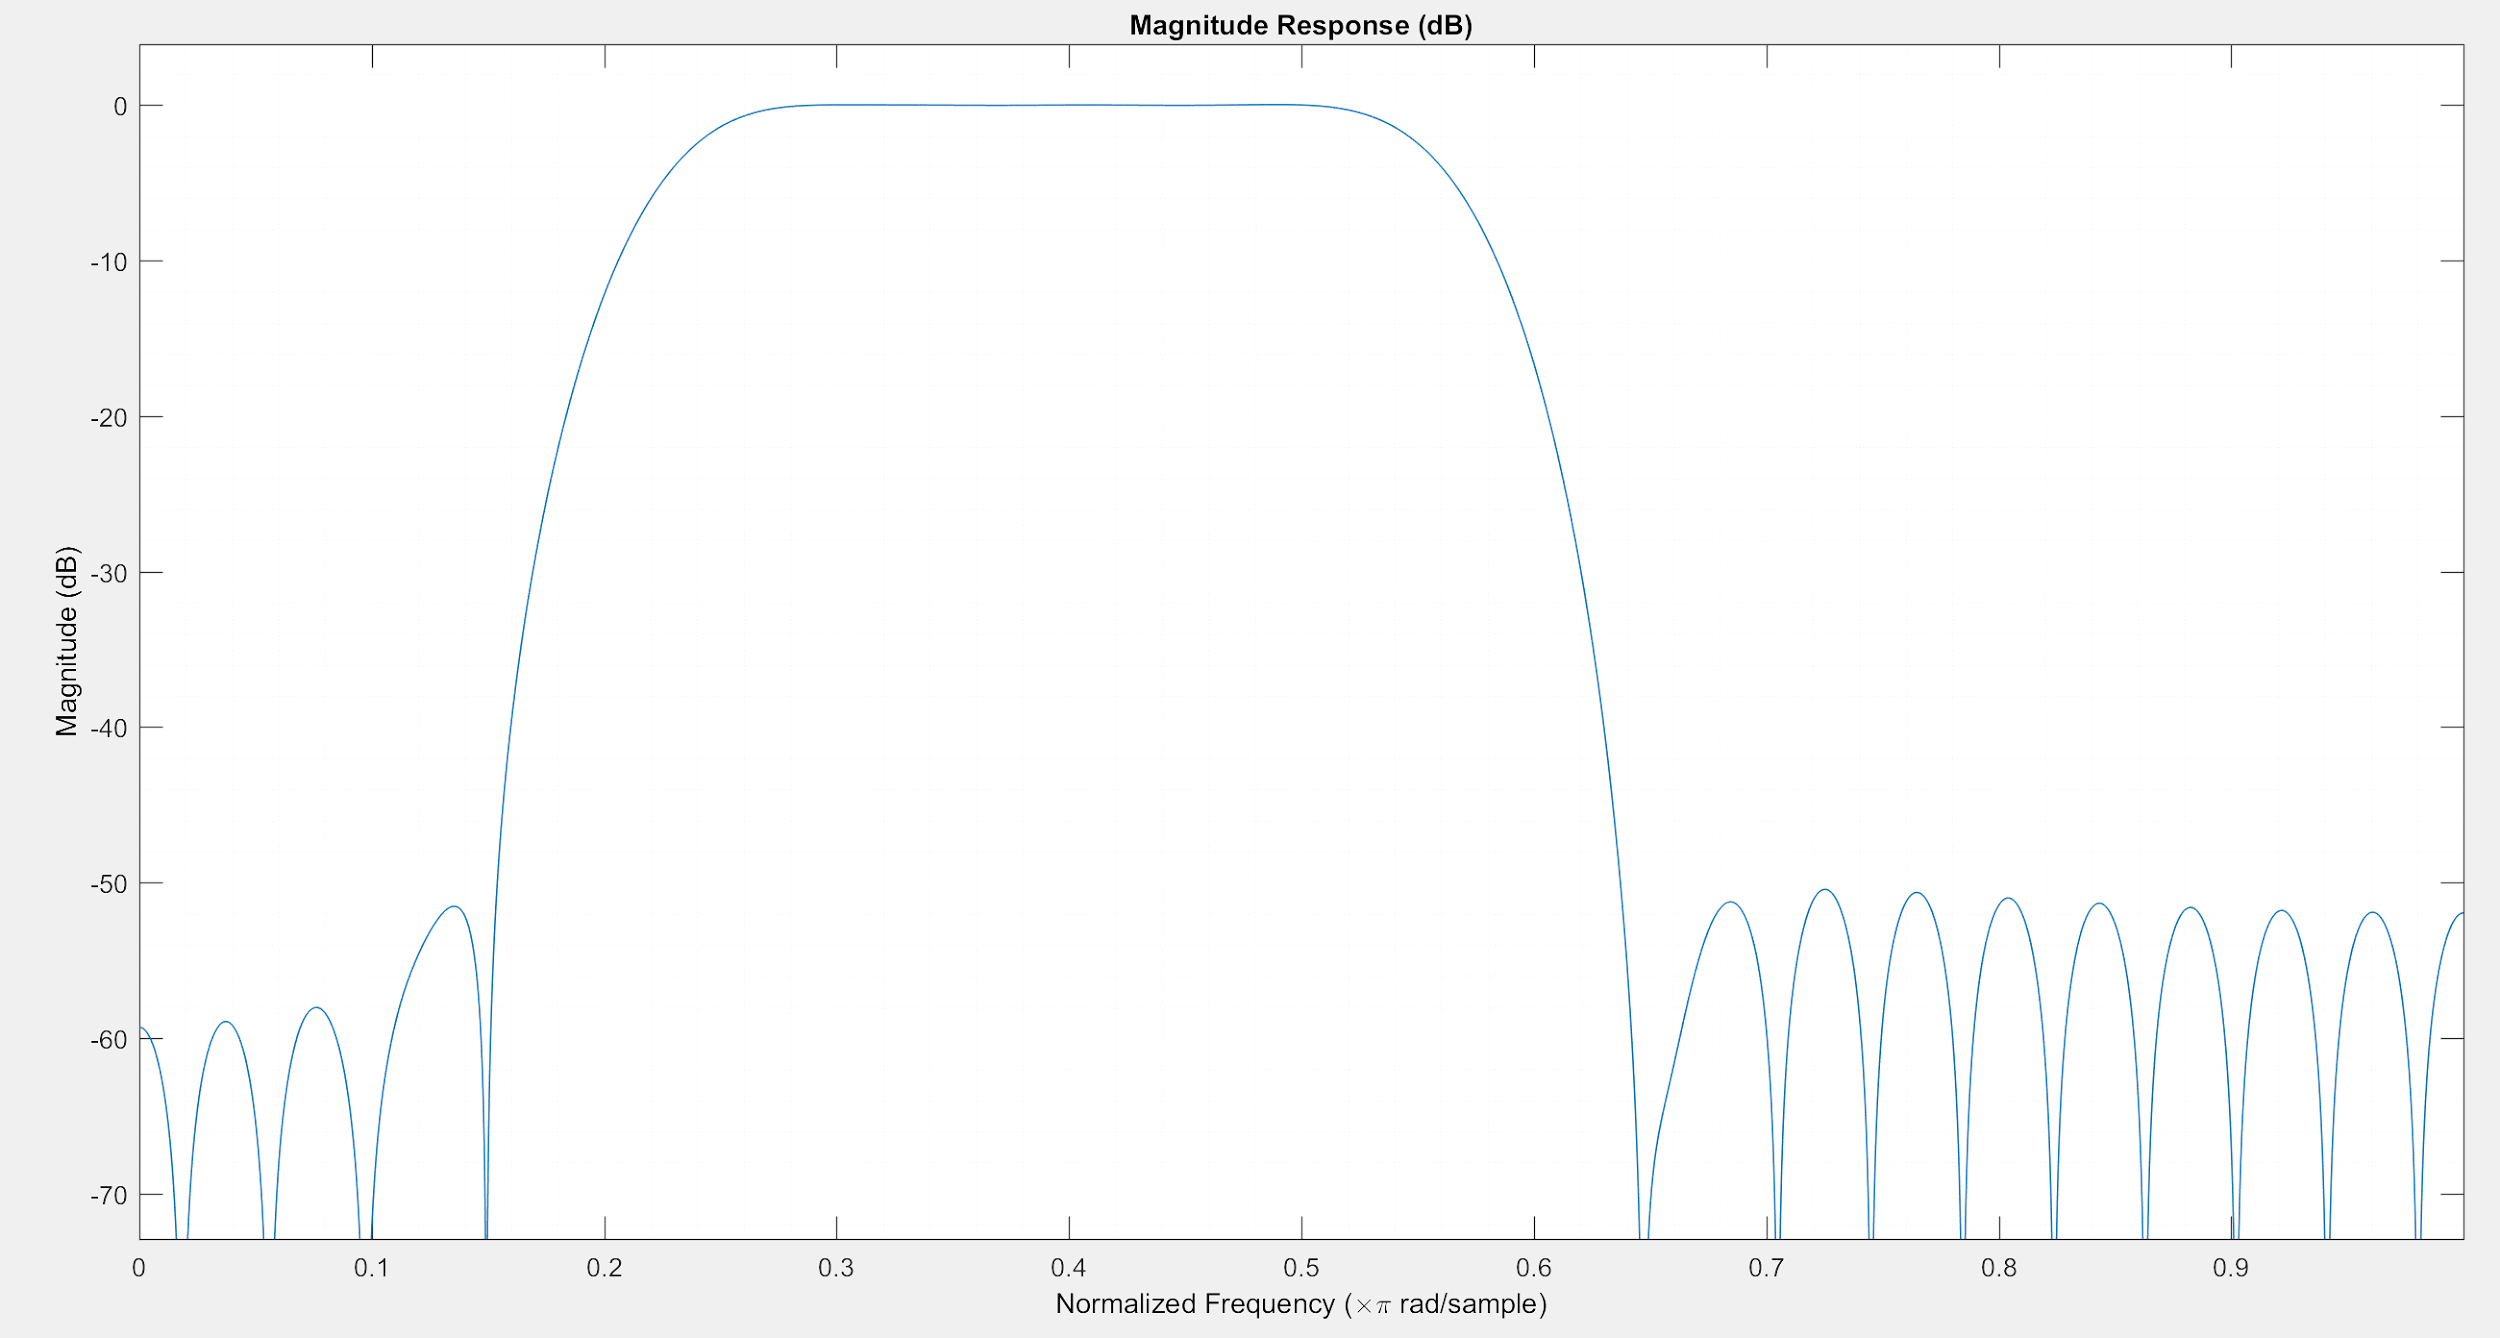 Magnitude Response (dB)
0
-10
-20
-30
-40
-50
-60
-70
Magnitude (dB)
0 0.1 0.2 0.3 0.4 0.5 0.6 0.7 0.8 0.9
Normalized Frequency (×π rad/sample)